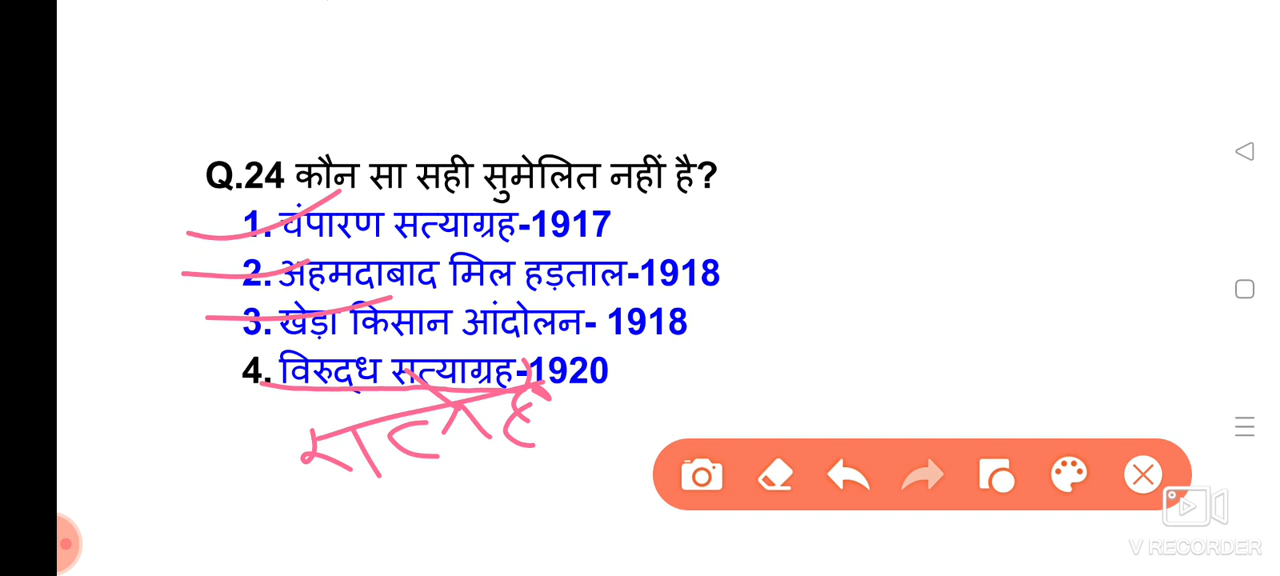 Q.24 कौन सा सही सुमेलित नहीं है?
1. चंपारण सत्याग्रह-1917
2. अहमदाबाद मिल हड़ताल-1918
3. खेड़ा किसान आंदोलन- 1918
4. विरुद्ध सत्याग्रह-1920
V RECORDER